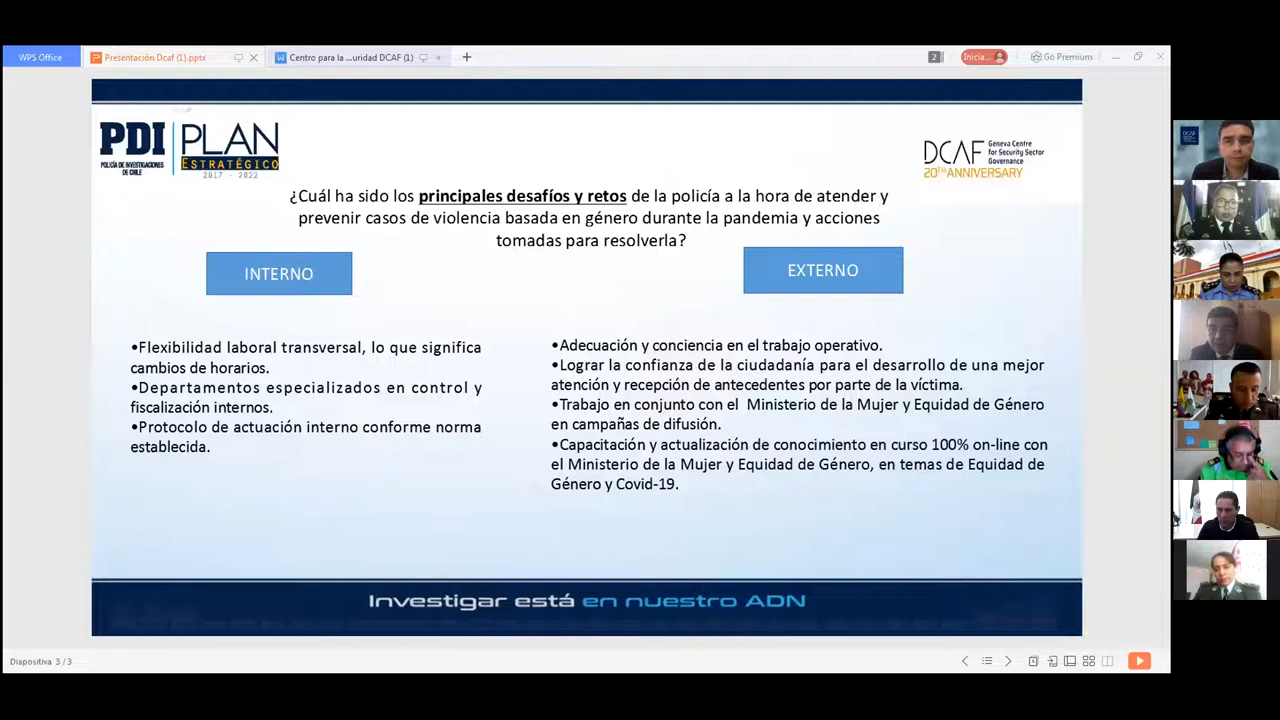 WPS Office
Presentación Dcaf (1).pptx
Centro para la ...uridad DCAF (1)
2
Inicia...
Go Premium
PDI PLAN
POLICÍA DE INVESTIGACIONES
DE CHILE
ESTRATÉGICO
2017 - 2022
DCAF Geneva Centre
for Security Sector
Governance
20TH ANNIVERSARY
¿Cuál ha sido los principales desafíos y retos de la policía a la hora de atender y
prevenir casos de violencia basada en género durante la pandemia y acciones
tomadas para resolverla?
INTERNO
EXTERNO
•Flexibilidad laboral transversal, lo que significa
cambios de horarios.
•Departamentos especializados en control y
fiscalización internos.
•Protocolo de actuación interno conforme norma
establecida.
•Adecuación y conciencia en el trabajo operativo.
•Lograr la confianza de la ciudadanía para el desarrollo de una mejor
atención y recepción de antecedentes por parte de la víctima.
•Trabajo en conjunto con el Ministerio de la Mujer y Equidad de Género
en campañas de difusión.
•Capacitación y actualización de conocimiento en curso 100% on-line con
el Ministerio de la Mujer y Equidad de Género, en temas de Equidad de
Género y Covid-19.
Investigar está en nuestro ADN
Diapositiva 3 / 3
DCAF